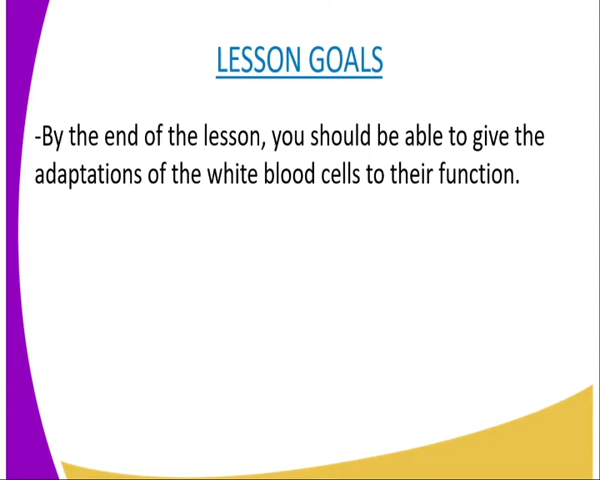 LESSON GOALS
-By the end of the lesson, you should be able to give the
adaptations of the white blood cells to their function.